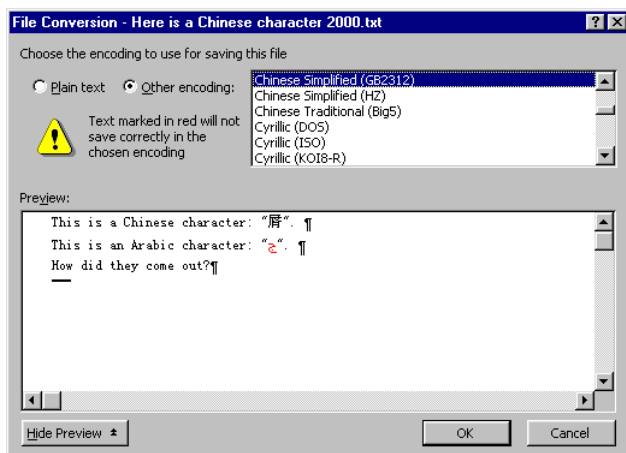 File Conversion - Here is a Chinese character 2000.txt
Choose the encoding to use for saving this file
Plain text
Other encoding:
Text marked in red will not
save correctly in the
chosen encoding
Chinese Simplified (GB2312)
Chinese Simplified (HZ)
Chinese Traditional (Big5)
Cyrillic (DOS)
Cyrillic (ISO)
Cyrillic (KOI8-R)
Preview:
This is a Chinese character: "". ¶
This is an Arabic character: "چ". ¶
How did they come out?¶
Hide Preview
OK
Cancel